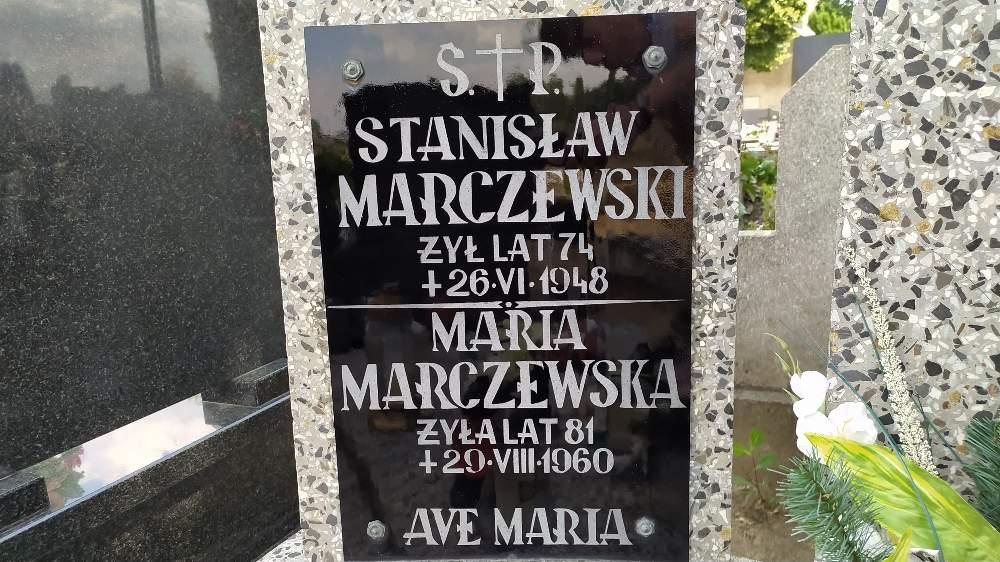 S.†P.
STANISŁAW
MARCZEWSKI
ŻYŁ LAT 74
+26·VI·1948
MARIA
MARCZEWSKA
ŻYŁA LAT 81
+29·VIII·1960
AVE MARIA